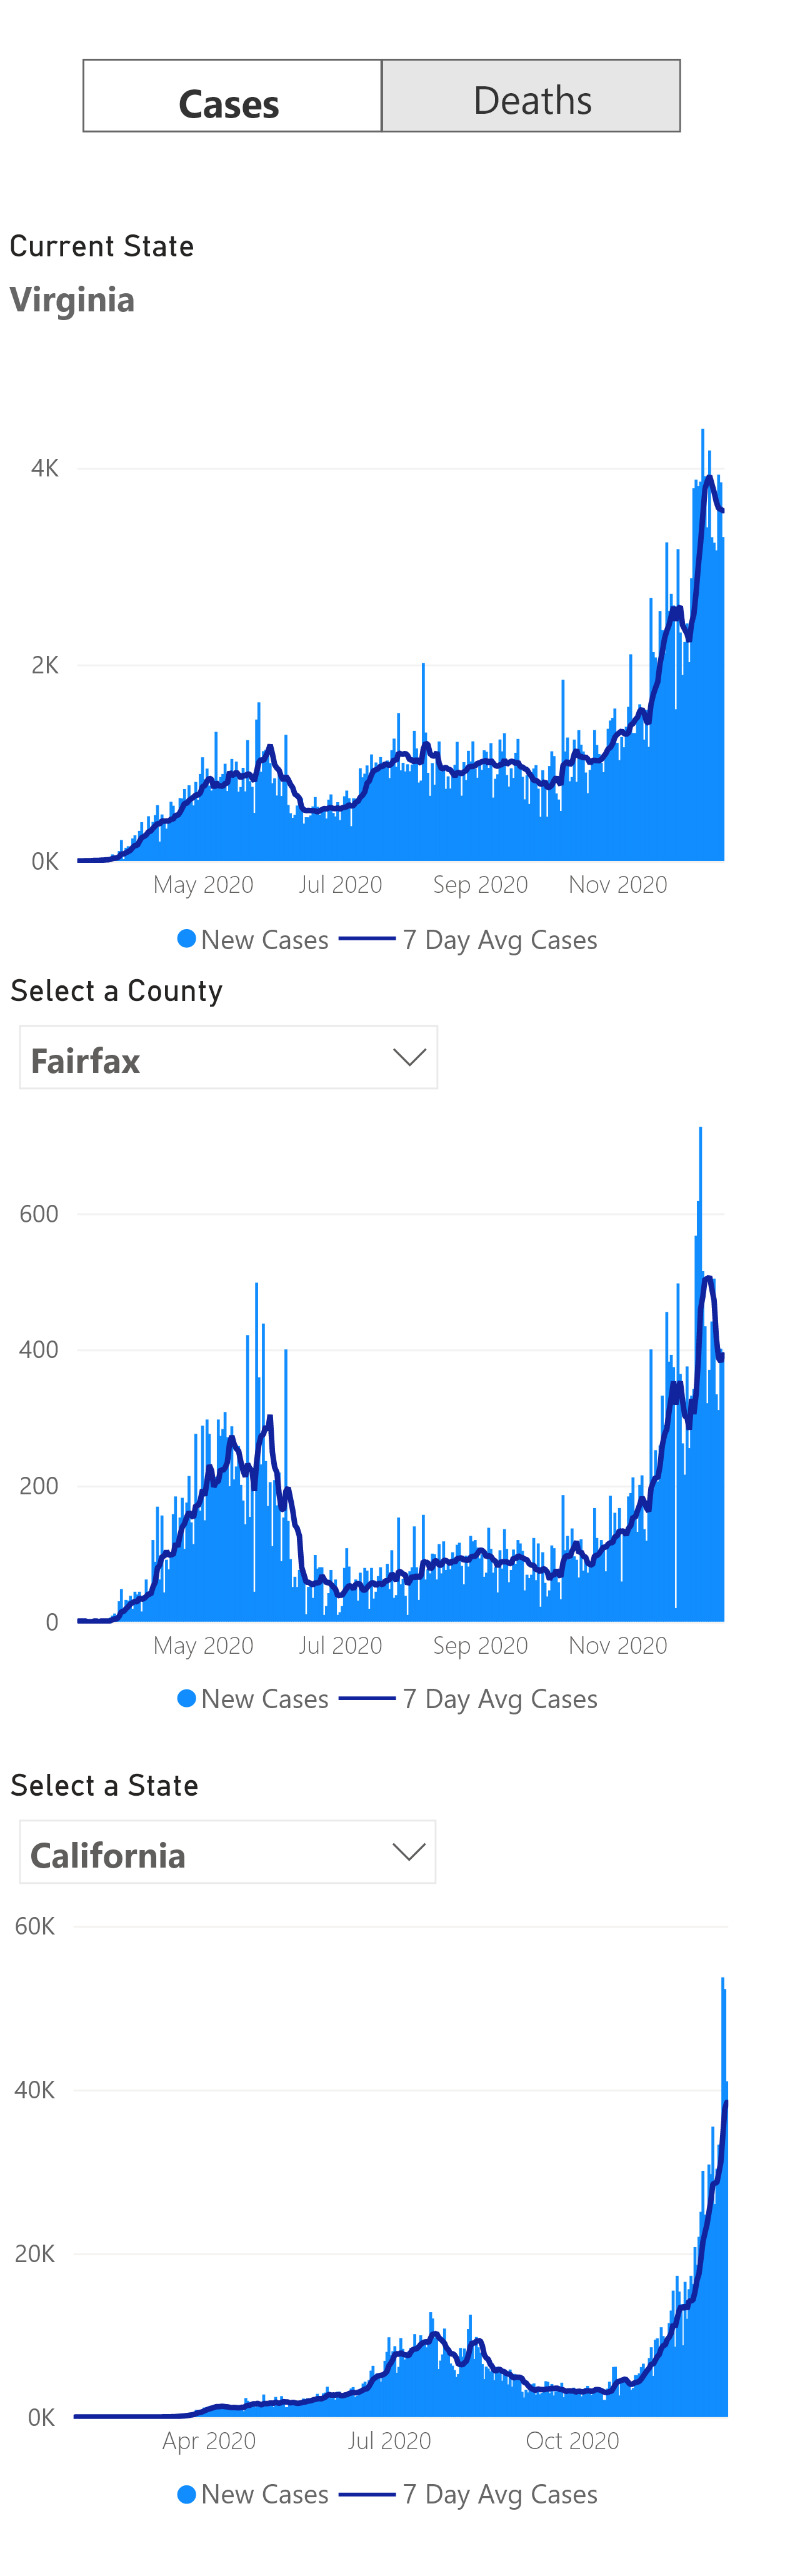 Cases Deaths
Current State
Virginia
4K
2K
0K
May 2020 Jul 2020 Sep 2020 Nov 2020
New Cases 7 Day Avg Cases
Select a County
Fairfax
600
400
200
0
May 2020 Jul 2020 Sep 2020 Nov 2020
New Cases 7 Day Avg Cases
Select a State
California
60K
40K
20K
0K
Apr 2020 Jul 2020 Oct 2020
New Cases 7 Day Avg Cases